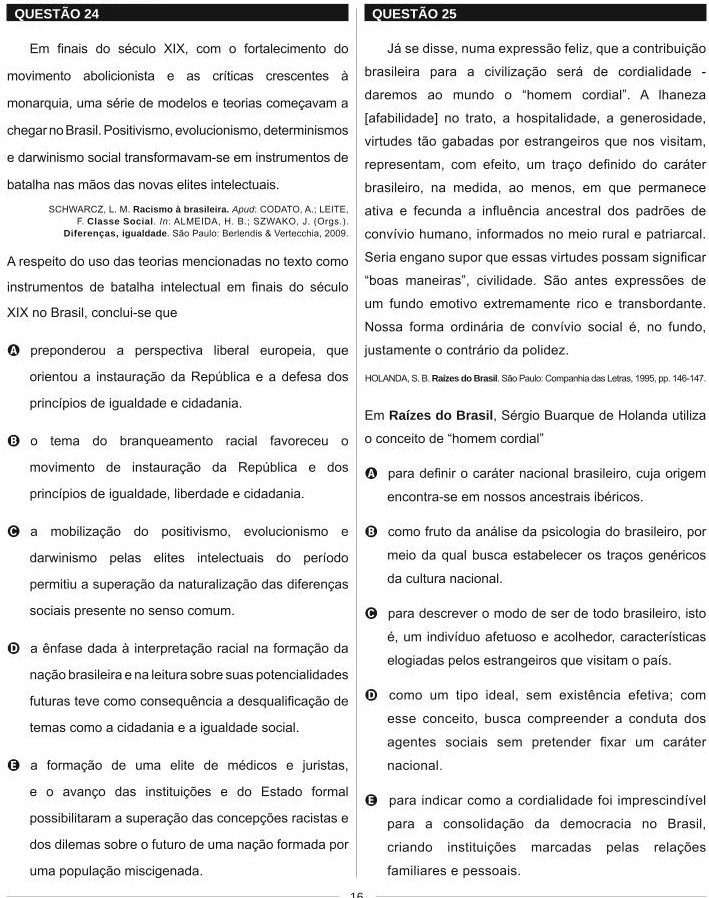 QUESTÃO 24
Em finais do século XIX, com o fortalecimento do
movimento abolicionista e as críticas crescentes à
monarquia, uma série de modelos e teorias começavam a
chegar no Brasil. Positivismo, evolucionismo, determinismos
e darwinismo social transformavam-se em instrumentos de
batalha nas mãos das novas elites intelectuais.
SCHWARCZ, L. M. Racismo à brasileira. Apud: CODATO, A.; LEITE,
F. Classe Social. In: ALMEIDA, H. B.; SZWAKO, J. (Orgs.).
Diferenças, igualdade. São Paulo: Berlendis & Vertecchia, 2009.
A respeito do uso das teorias mencionadas no texto como
instrumentos de batalha intelectual em finais do século
XIX no Brasil, conclui-se que
A preponderou a perspectiva liberal europeia, que
orientou a instauração da República e a defesa dos
princípios de igualdade e cidadania.
B o tema do branqueamento racial favoreceu o
movimento de instauração da República e dos
princípios de igualdade, liberdade e cidadania.
C a mobilização do positivismo, evolucionismo e
darwinismo pelas elites intelectuais do período
permitiu a superação da naturalização das diferenças
sociais presente no senso comum.
D a ênfase dada à interpretação racial na formação da
nação brasileira e na leitura sobre suas potencialidades
futuras teve como consequência a desqualificação de
temas como a cidadania e a igualdade social.
E a formação de uma elite de médicos e juristas,
e o avanço das instituições e do Estado formal
possibilitaram a superação das concepções racistas e
dos dilemas sobre o futuro de uma nação formada por
uma população miscigenada.
QUESTÃO 25
Já se disse, numa expressão feliz, que a contribuição
brasileira para a civilização será de cordialidade -
daremos ao mundo o “homem cordial”. A lhaneza
[afabilidade] no trato, a hospitalidade, a generosidade,
virtudes tão gabadas por estrangeiros que nos visitam,
representam, com efeito, um traço definido do caráter
brasileiro, na medida, ao menos, em que permanece
ativa e fecunda a influência ancestral dos padrões de
convívio humano, informados no meio rural e patriarcal.
Seria engano supor que essas virtudes possam significar
“boas maneiras”, civilidade. São antes expressões de
um fundo emotivo extremamente rico e transbordante.
Nossa forma ordinária de convívio social é, no fundo,
justamente o contrário da polidez.
HOLANDA, S. B. Raízes do Brasil. São Paulo: Companhia das Letras, 1995, pp. 146-147.
Em Raízes do Brasil, Sérgio Buarque de Holanda utiliza
o conceito de “homem cordial”
A para definir o caráter nacional brasileiro, cuja origem
encontra-se em nossos ancestrais ibéricos.
B como fruto da análise da psicologia do brasileiro, por
meio da qual busca estabelecer os traços genéricos
da cultura nacional.
C para descrever o modo de ser de todo brasileiro, isto
é, um indivíduo afetuoso e acolhedor, características
elogiadas pelos estrangeiros que visitam o país.
D como um tipo ideal, sem existência efetiva; com
esse conceito, busca compreender a conduta dos
agentes sociais sem pretender fixar um caráter
nacional.
E para indicar como a cordialidade foi imprescindível
para a consolidação da democracia no Brasil,
criando instituições marcadas pelas relações
familiares e pessoais.
16